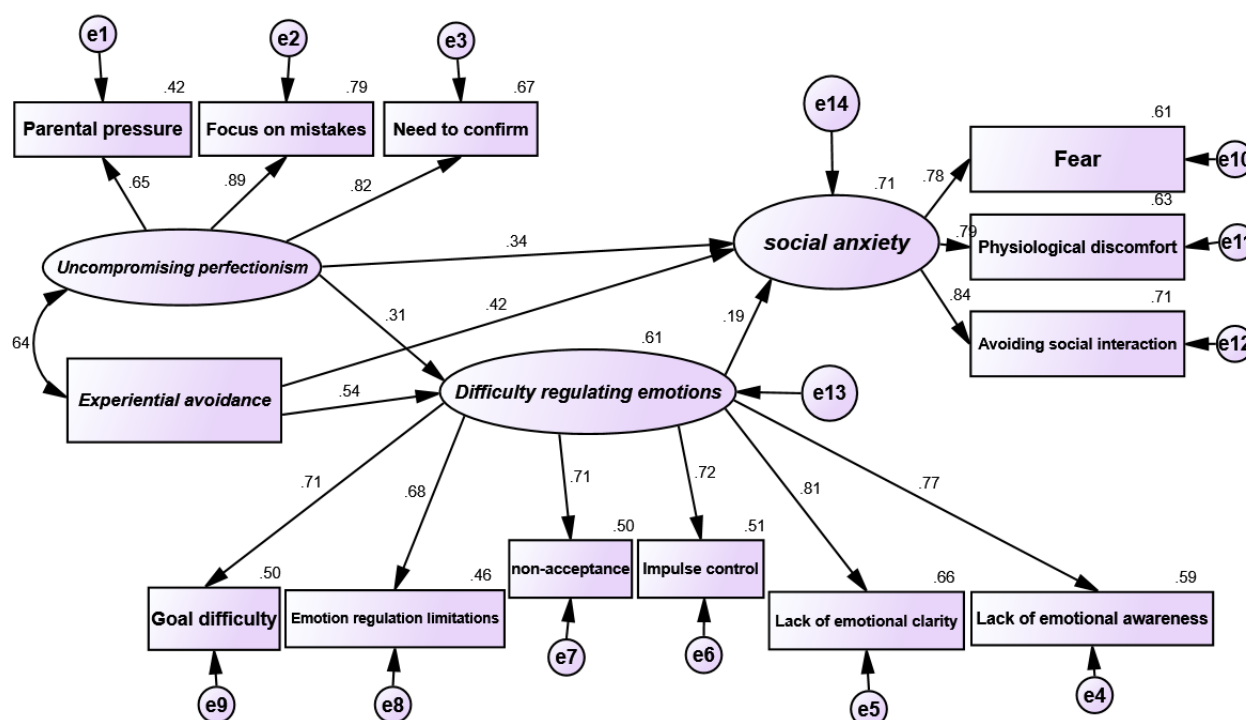 e1
e2
e3
.42
.79
.67
Parental pressure
Focus on mistakes
Need to confirm
.65
.89
.82
e14
.61
Fear
e10
.71
.78
.63
Physiological discomfort
e11
.79
social anxiety
.84
.71
Avoiding social interaction
e12
Uncompromising perfectionism
.34
.42
.31
.19
64
Experiential avoidance
.54
.61
Difficulty regulating emotions
e13
.71
.68
.71
.72
.81
.77
.50
Goal difficulty
.46
Emotion regulation limitations
.50
non-acceptance
.51
Impulse control
.66
Lack of emotional clarity
.59
Lack of emotional awareness
e9
e8
e7
e6
e5
e4